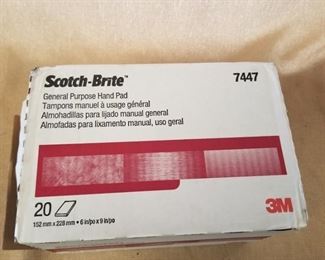 Scotch-Brite™ 7447
General Purpose Hand Pad
Tampons manuel à usage général
Almohadillas para lijado manual general
Almofadas para lixamento manual, uso geral
20
152 mm x 228 mm • 6 in/po x 9 in/po
3M